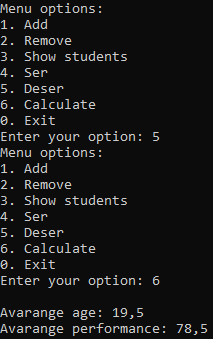 Menu options:
1. Add
2. Remove
3. Show students
4. Ser
5. Deser
6. Calculate
0. Exit
Enter your option: 5
Menu options:
1. Add
2. Remove
3. Show students
4. Ser
5. Deser
6. Calculate
0. Exit
Enter your option: 6
Avarange age: 19,5
Avarange performance: 78,5